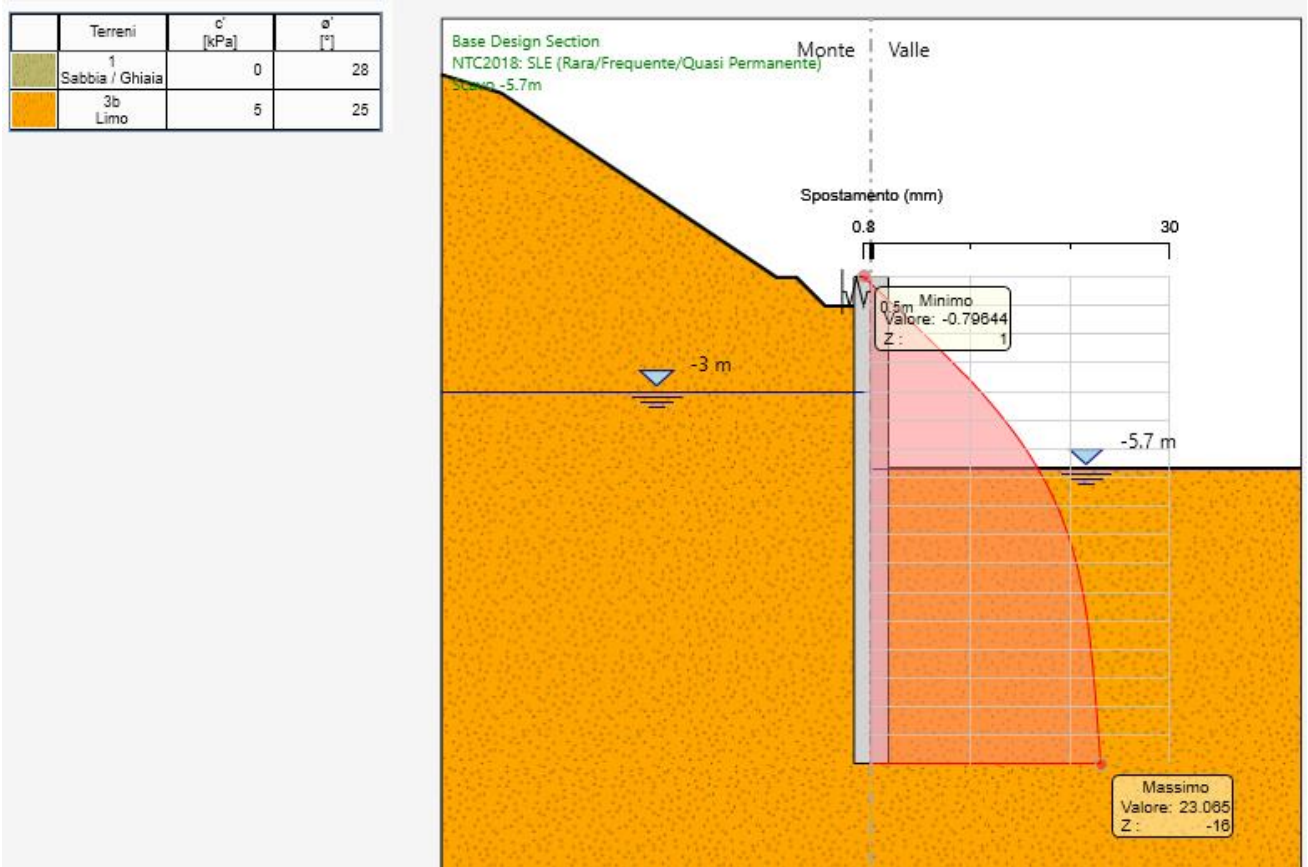 Terreni c' ø'
[kPa] [°]
1
Sabbia / Ghiaia 0 28
3b
Limo 5 25
Base Design Section
NTC2018: SLE (Rara/Frequente/Quasi Permanente)
Scavo -5.7m
Monte Valle
Spostamento (mm)
0.8 30
0.5m
Minimo
Valore: -0.79644
Z : 1
-3 m
-5.7 m
Massimo
Valore: 23.065
Z : -16